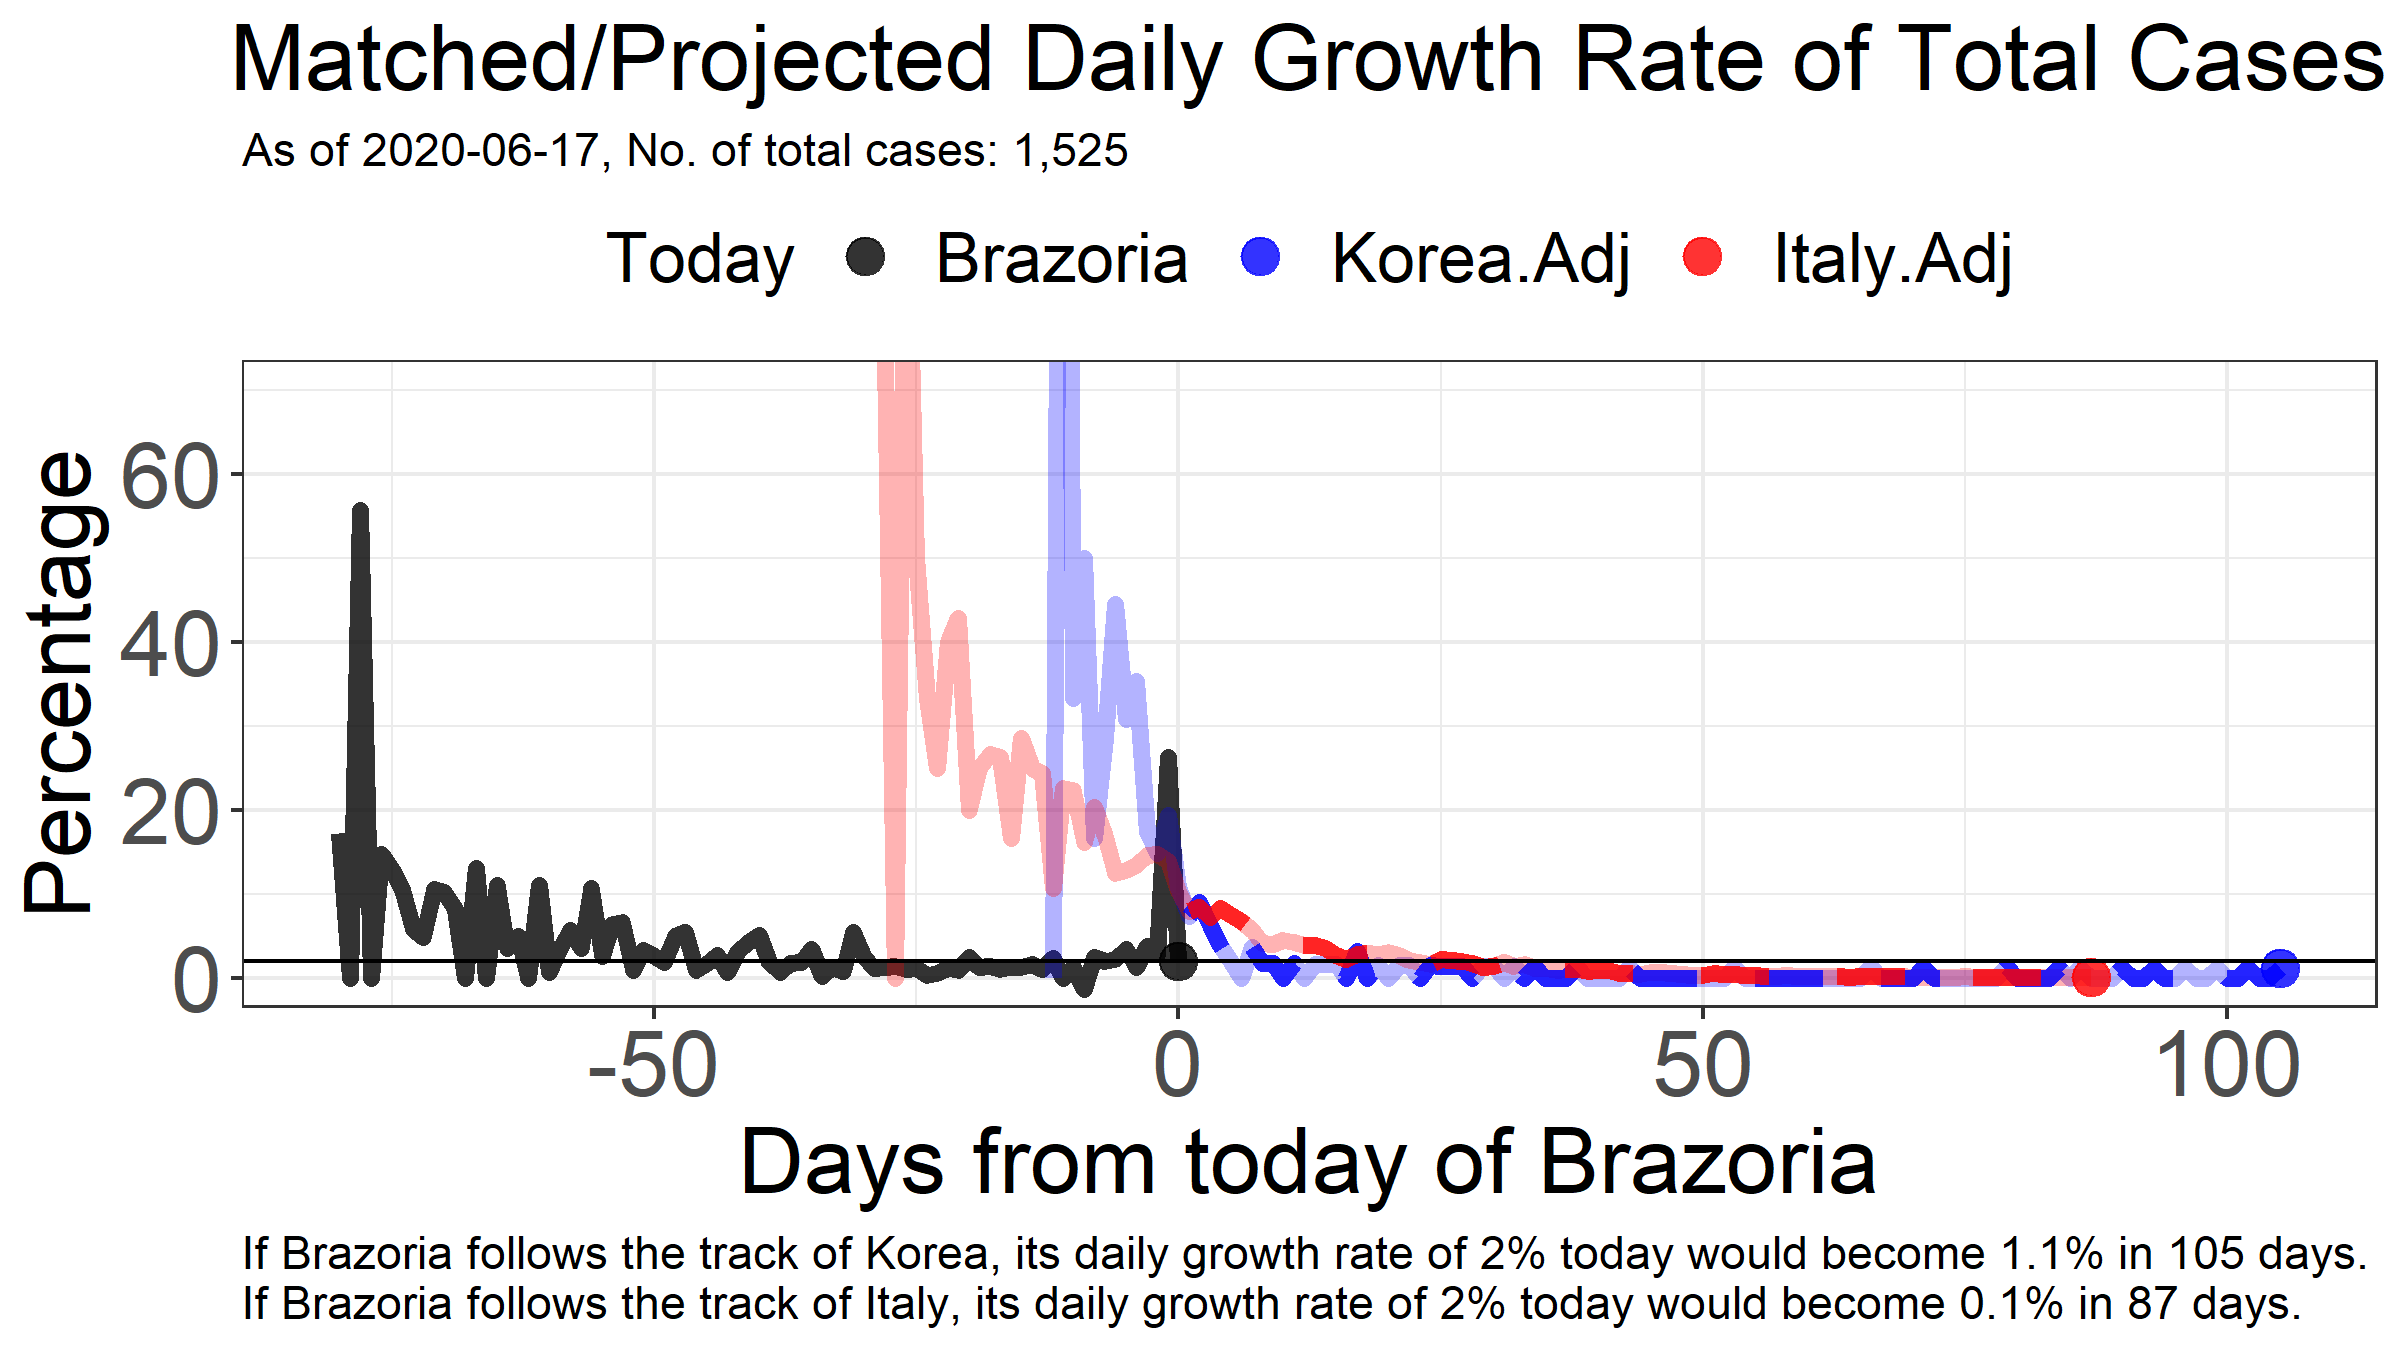 Matched/Projected Daily Growth Rate of Total Cases
As of 2020-06-17, No. of total cases: 1,525
Today Brazoria Korea.Adj Italy.Adj
Percentage
60
40
20
0
-50 0 50 100
Days from today of Brazoria
If Brazoria follows the track of Korea, its daily growth rate of 2% today would become 1.1% in 105 days.
If Brazoria follows the track of Italy, its daily growth rate of 2% today would become 0.1% in 87 days.